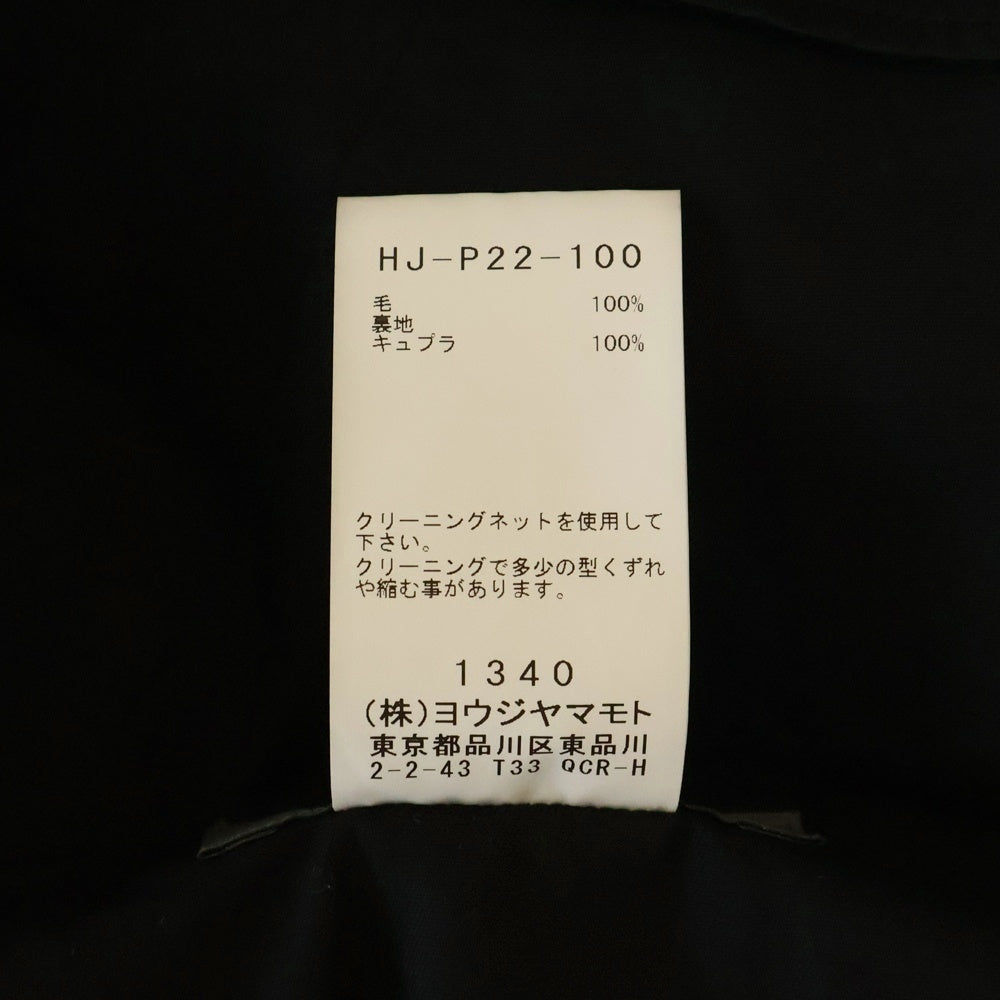 HJ-P22-100
毛 100%
裏地
キュプラ 100%
クリーニングネットを使用して
下さい。
クリーニングで多少の型くずれ
や縮む事があります。
1340
(株)ヨウジヤマモト
東京都品川区東品川
2-2-43 T33 QCR-H